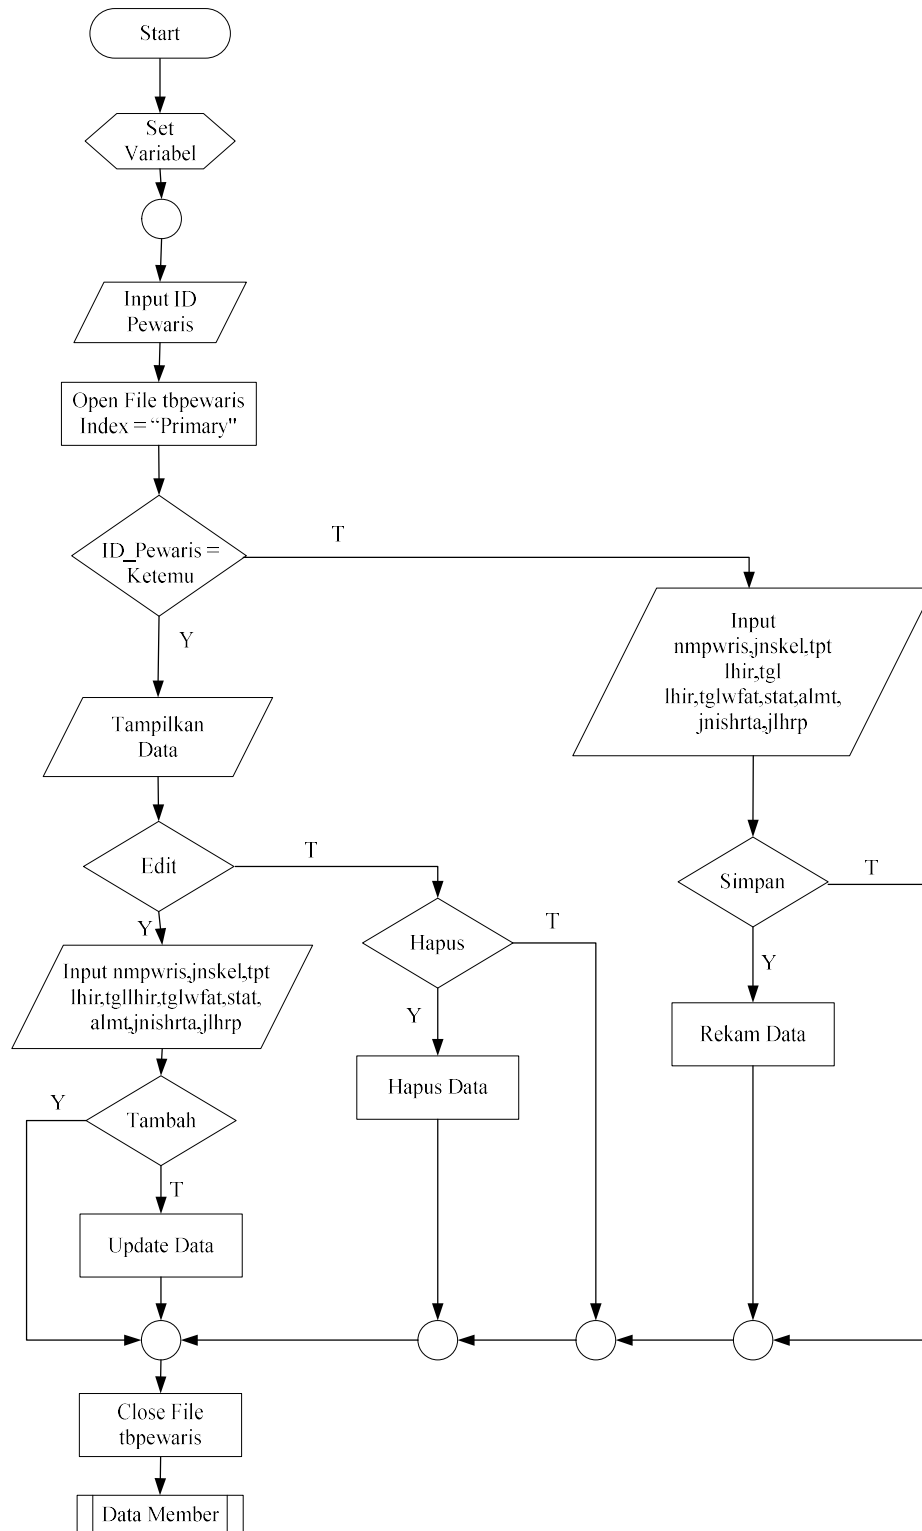 Start
Set
Variabel
Input ID
Pewaris
Open File tbpewaris
Index = “Primary"
ID_Pewaris =
Ketemu
T
Y
Input
nmpwris,jnskel,tpt
lhir,tgl
lhir,tglwfat,stat,almt,
jnishrta,jlhrp
Tampilkan
Data
Edit
T
Y
Simpan
T
Y
Hapus
T
Y
Input nmpwris,jnskel,tpt
lhir,tgllhir,tglwfat,stat,
almt,jnishrta,jlhrp
Rekam Data
Hapus Data
Y
Tambah
T
Update Data
Close File
tbpewaris
Data Member